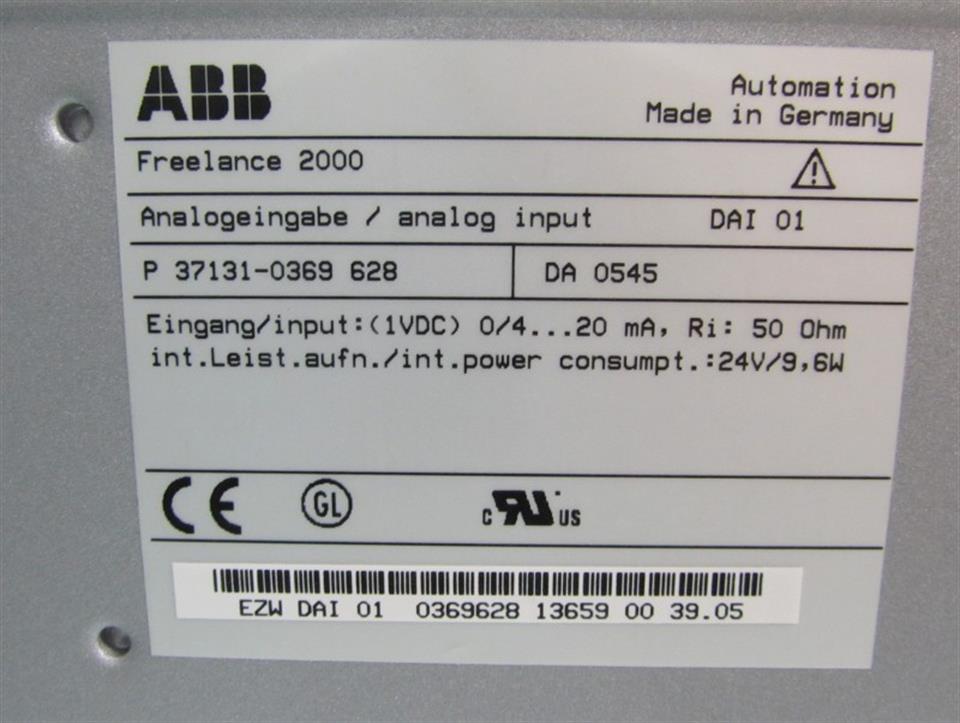 ABB
Automation
Made in Germany
Freelance 2000
Analogeingabe / analog input DAI 01
P 37131-0369 628 DA 0545
Eingang/input:(1VDC) 0/4...20 mA, Ri: 50 Ohm
int.Leist.aufn./int.power consumpt.:24V/9,6W
CE GL c RU US
EZW DAI 01 0369628 13659 00 39.05